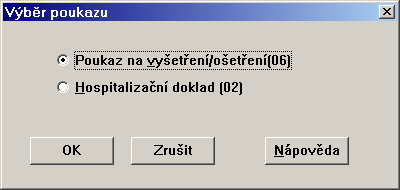 Výběr poukazu
Poukaz na vyšetření/ošetření(06)
Hospitalizační doklad (02)
OK Zrušit Nápověda